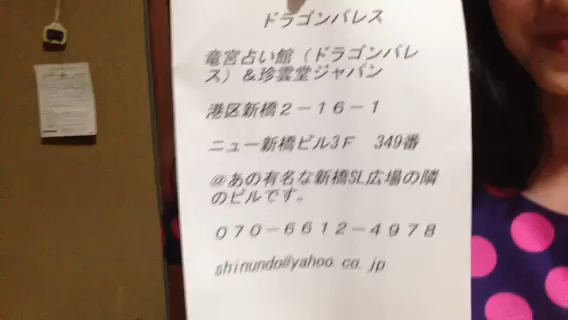 ドラゴンパレス
竜宮占い館（ドラゴンパレ
ス）＆珍雲堂ジャパン
港区新橋２－１６－１
ニュー新橋ビル3Ｆ　349番
＠あの有名な新橋SL広場の隣
のビルです。
０７０－６６１２－４９７８
shinundo@yahoo.co.jp